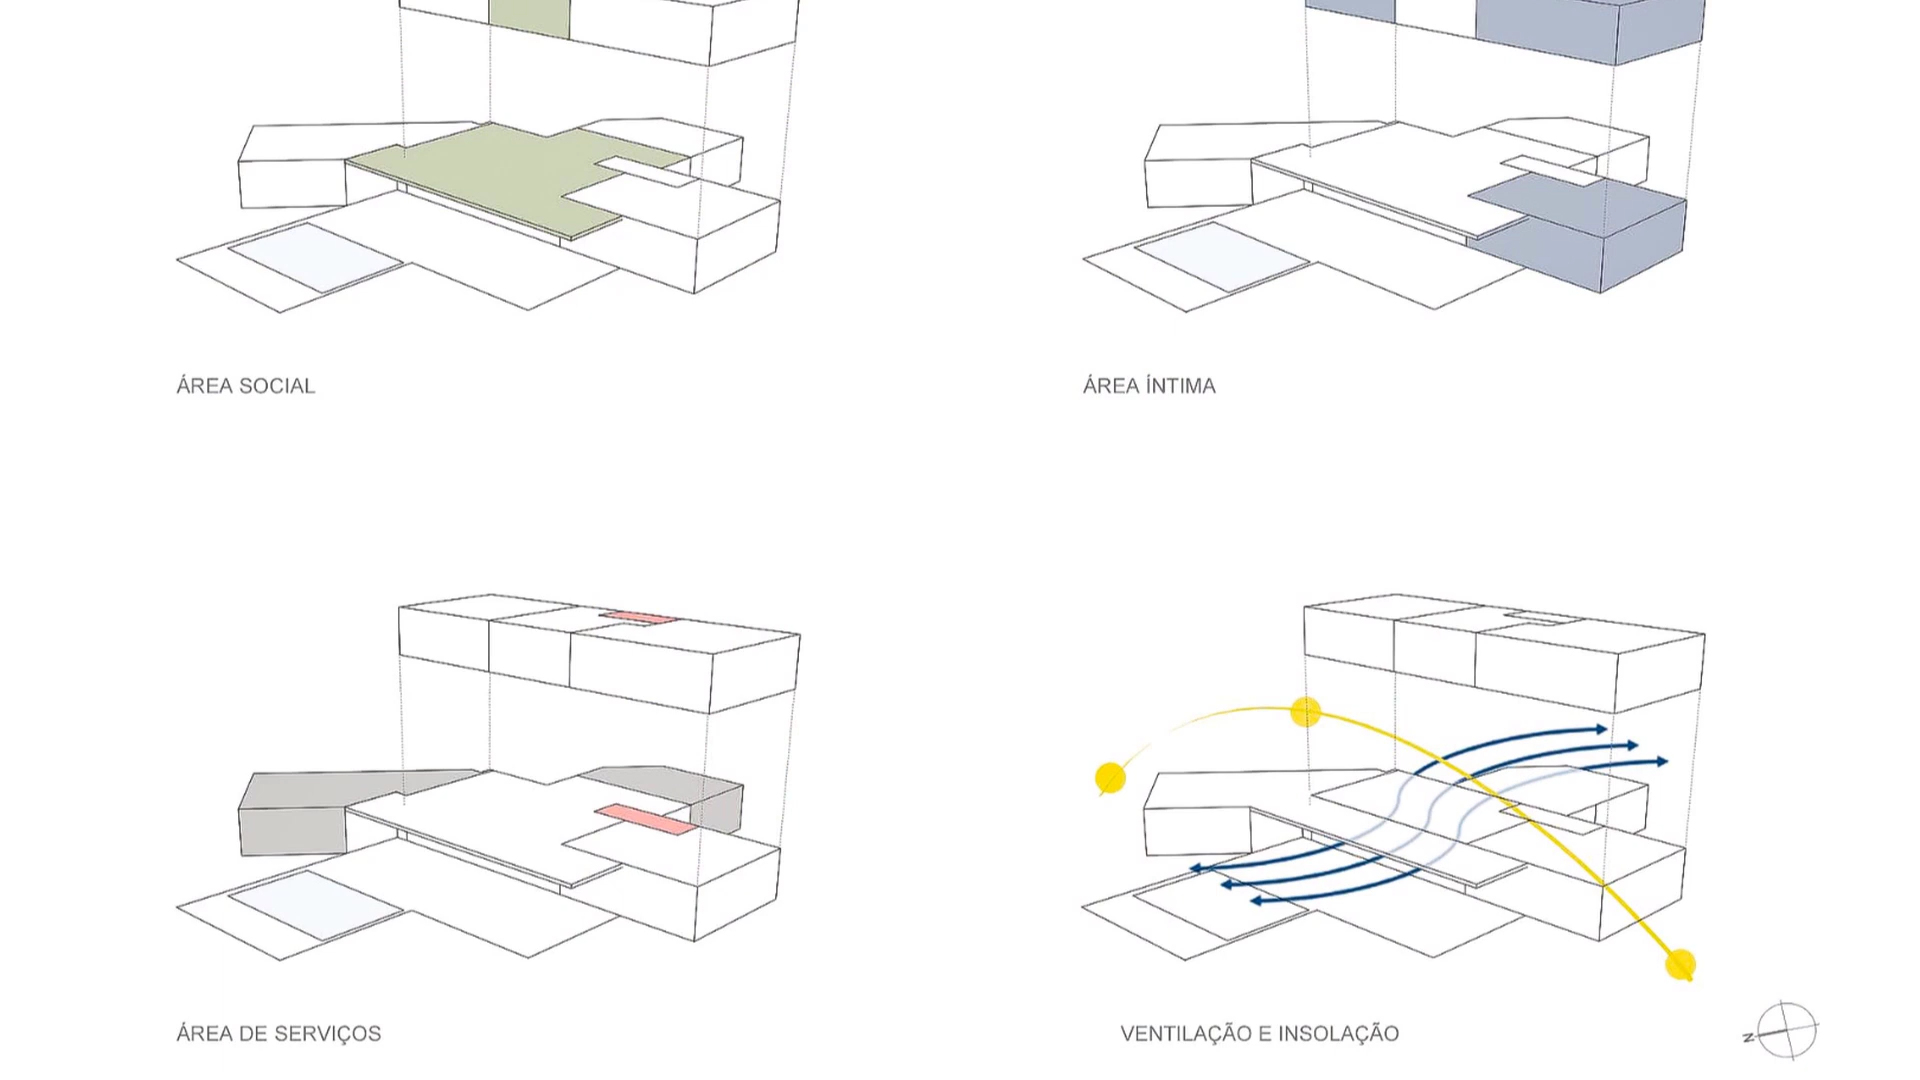 ÁREA SOCIAL
ÁREA ÍNTIMA
ÁREA DE SERVIÇOS
VENTILAÇÃO E INSOLAÇÃO
N